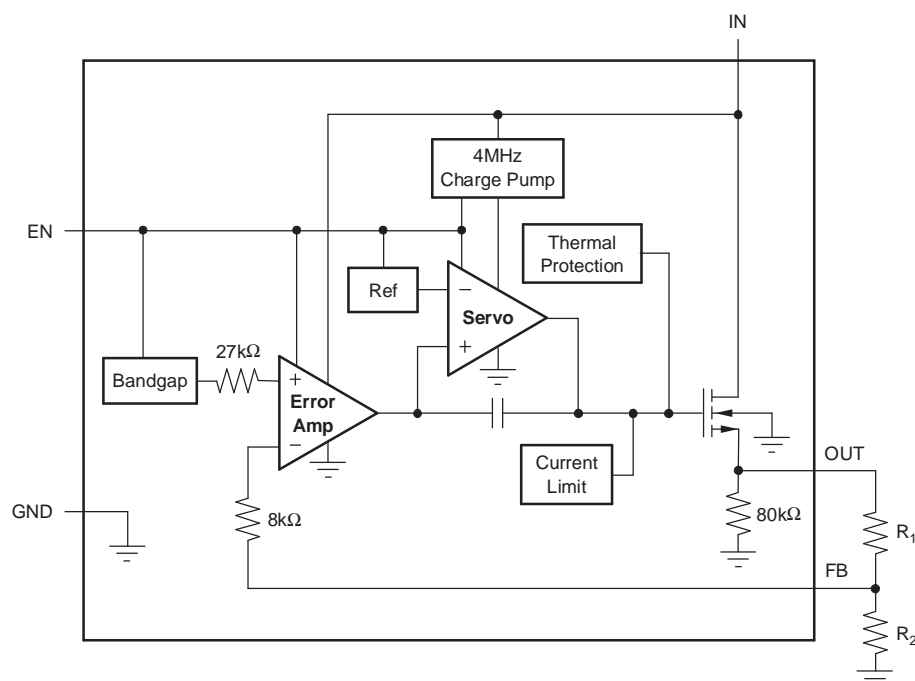 IN
4MHz
Charge Pump
EN
Thermal
Protection
Ref
−
Servo
+
27kΩ
Bandgap
+
Error
Amp
−
Current
Limit
OUT
GND
8kΩ
80kΩ
R1
FB
R2